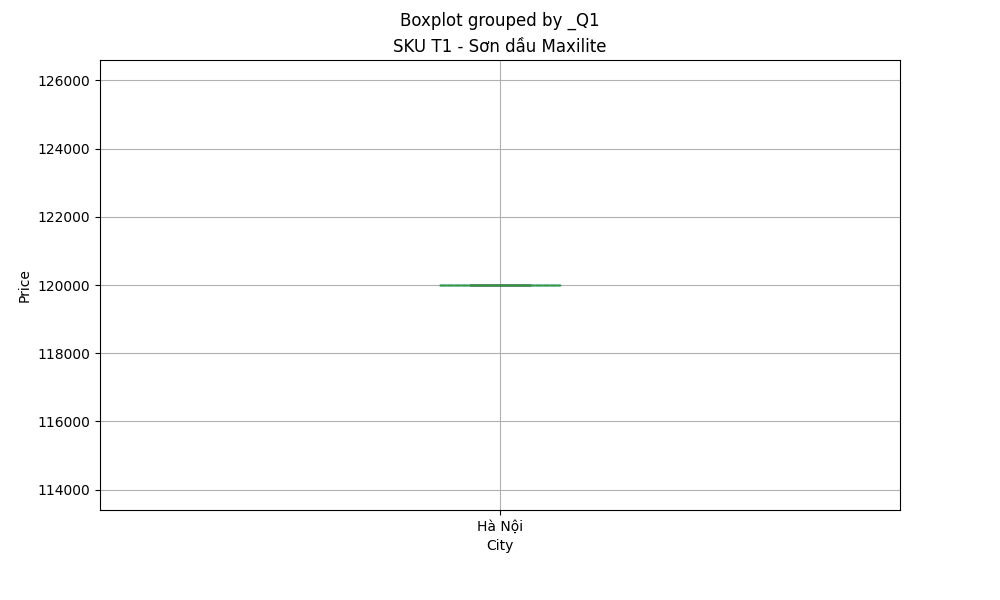 Boxplot grouped by _Q1
SKU T1 - Sơn dầu Maxilite
126000
124000
122000
120000
118000
116000
114000
Price
Hà Nội
City